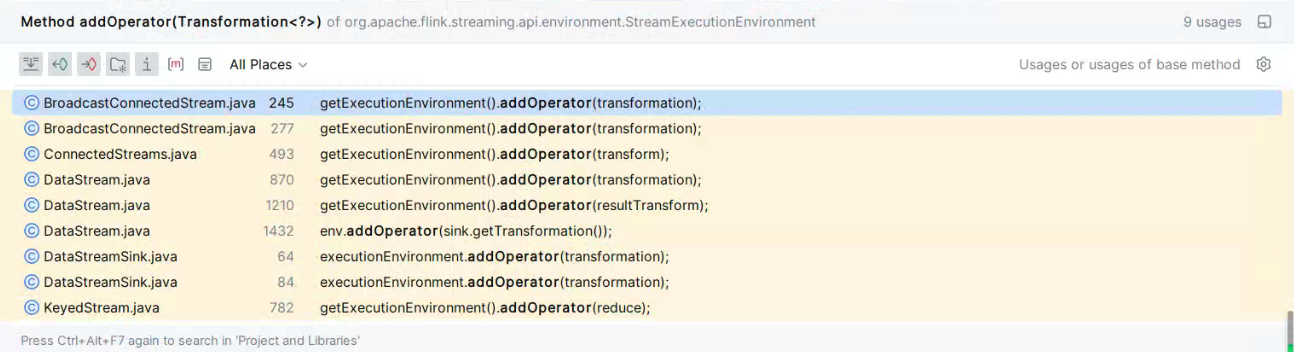 Method addOperator(Transformation<?>) of org.apache.flink.streaming.api.environment.StreamExecutionEnvironment 9 usages
[m] All Places Usages or usages of base method
BroadcastConnectedStream.java 245 getExecutionEnvironment().addOperator(transformation);
BroadcastConnectedStream.java 277 getExecutionEnvironment().addOperator(transformation);
ConnectedStreams.java 493 getExecutionEnvironment().addOperator(transform);
DataStream.java 870 getExecutionEnvironment().addOperator(transformation);
DataStream.java 1210 getExecutionEnvironment().addOperator(resultTransform);
DataStream.java 1432 env.addOperator(sink.getTransformation());
DataStreamSink.java 64 executionEnvironment.addOperator(transformation);
DataStreamSink.java 84 executionEnvironment.addOperator(transformation);
KeyedStream.java 782 getExecutionEnvironment().addOperator(reduce);
Press Ctrl+Alt+F7 again to search in 'Project and Libraries'